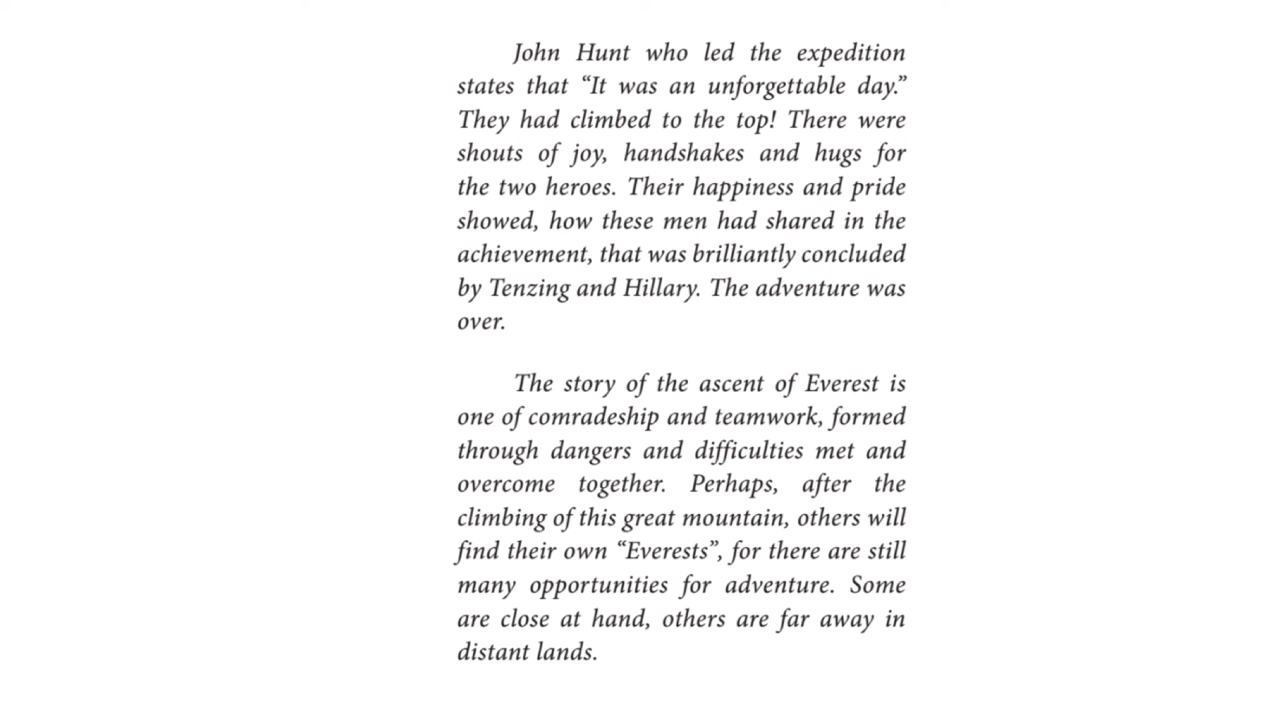 John Hunt who led the expedition
states that “It was an unforgettable day.”
They had climbed to the top! There were
shouts of joy, handshakes and hugs for
the two heroes. Their happiness and pride
showed, how these men had shared in the
achievement, that was brilliantly concluded
by Tenzing and Hillary. The adventure was
over.
The story of the ascent of Everest is
one of comradeship and teamwork, formed
through dangers and difficulties met and
overcome together. Perhaps, after the
climbing of this great mountain, others will
find their own “Everests”, for there are still
many opportunities for adventure. Some
are close at hand, others are far away in
distant lands.